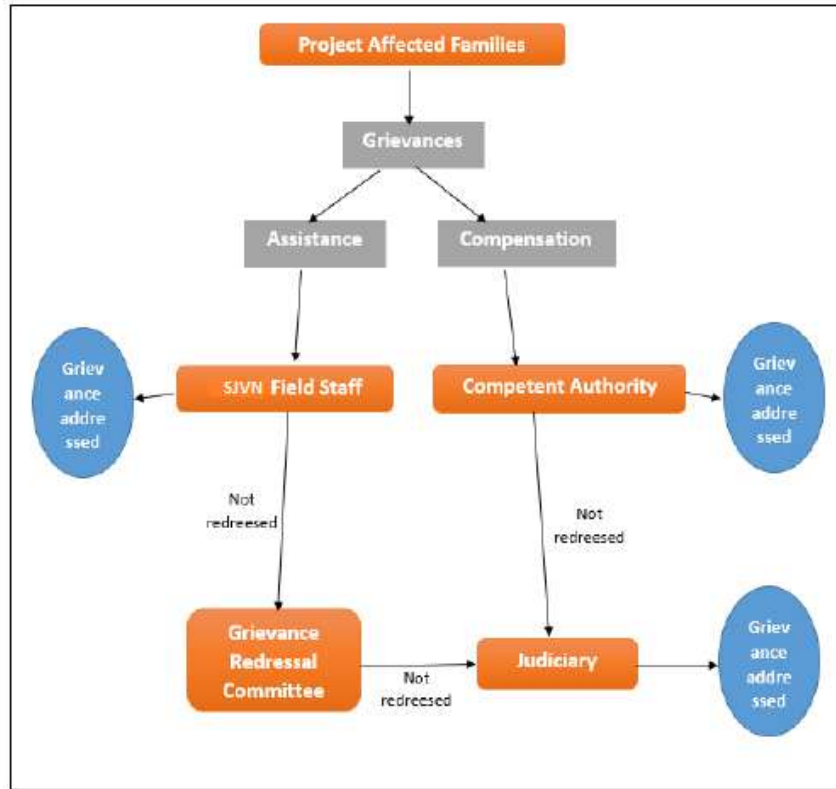 Project Affected Families
Grievances
Assistance
Compensation
Griev
ance
addre
ssed
SJVN Field Staff
Competent Authority
Griev
ance
addre
ssed
Not
redreesed
Not
redreesed
Grievance
Redressal
Committee
Not
redreesed
Judiciary
Griev
ance
addre
ssed